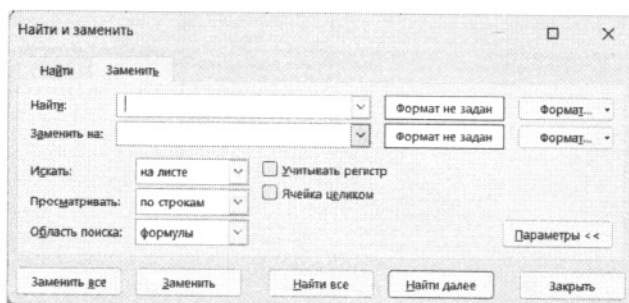 Найти и заменить
Найти Заменить
Найти: Формат не задан Формат...
Заменить на: Формат не задан Формат...
Искать: на листе Учитывать регистр
Просматривать: по строкам Ячейка целиком
Область поиска: формулы Параметры <<
Заменить все Заменить Найти все Найти далее Закрыть